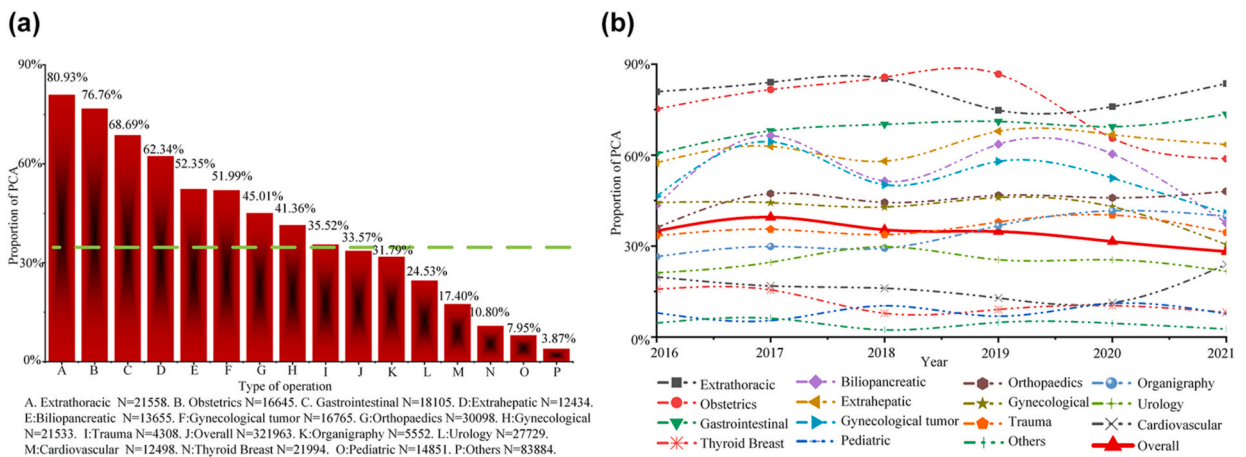 (a)
90%
60%
30%
0%
Proportion of PCA
80.93%
76.76%
68.69%
62.34%
52.35%
51.99%
45.01%
41.36%
35.52%
33.57%
31.79%
24.53%
17.40%
10.80%
7.95%
3.87%
A B C D E F G H I J K L M N O P
Type of operation
A. Extrathoracic N=21558. B. Obstetrics N=16645. C. Gastrointestinal N=18105. D:Extrahepatic N=12434.
E:Biliopancreatic N=13655. F:Gynecological tumor N=16765. G:Orthopaedics N=30098. H:Gynecological
N=21533. I:Trauma N=4308. J:Overall N=321963. K:Organigraphy N=5552. L:Urology N=27729.
M:Cardiovascular N=12498. N:Thyroid Breast N=21994. O:Pediatric N=14851. P:Others N=83884.
(b)
90%
60%
30%
0%
Proportion of PCA
2016 2017 2018 2019 2020 2021
Year
Extrathoracic Biliopancreatic Orthopaedics Organigraphy
Obstetrics Extrahepatic Gynecological Urology
Gastrointestinal Gynecological tumor Trauma Cardiovascular
Thyroid Breast Pediatric Others Overall